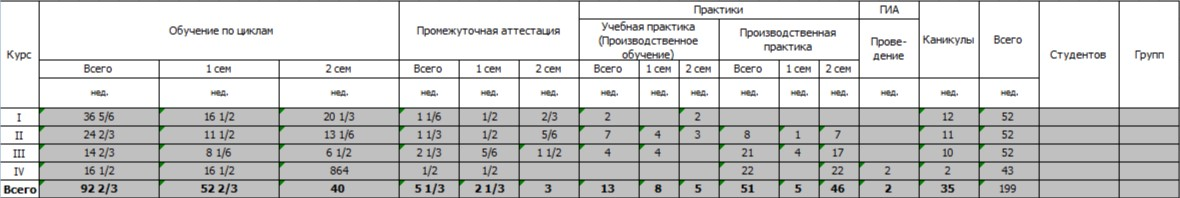 Курс Обучение по циклам Промежуточная аттестация Практики ПИА Каникулы Всего Студентов Групп
Учебная практика (Производственное обучение) Производственная практика Прове-дение
Всего 1 сем 2 сем Всего 1 сем 2 сем Всего 1 сем 2 сем Всего 1 сем 2 сем
нед. нед. нед. нед. нед. нед. нед. нед. нед. нед. нед. нед. нед. нед. нед.
I 36 5/6 16 1/2 20 1/3 1 1/6 1/2 2/3 2 2 12 52
II 24 2/3 11 1/2 13 1/6 1 1/3 1/2 5/6 7 4 3 8 1 7 11 52
III 14 2/3 8 1/6 6 1/2 2 1/3 5/6 1 1/2 4 4 21 4 17 10 52
IV 16 1/2 16 1/2 864 1/2 1/2 22 22 2 2 43
Всего 92 2/3 52 2/3 40 5 1/3 2 1/3 3 13 8 5 51 5 46 2 35 199